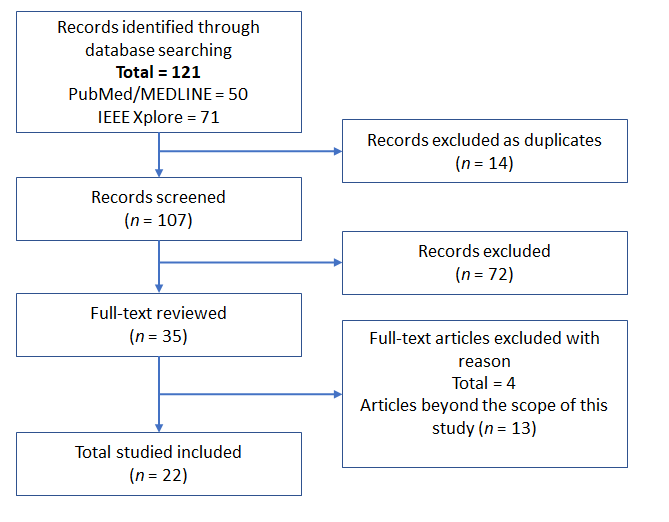 Records identified through
database searching
Total = 121
PubMed/MEDLINE = 50
IEEE Xplore = 71
Records excluded as duplicates
(n = 14)
Records screened
(n = 107)
Records excluded
(n = 72)
Full-text reviewed
(n = 35)
Full-text articles excluded with
reason
Total = 4
Articles beyond the scope of this
study (n = 13)
Total studied included
(n = 22)